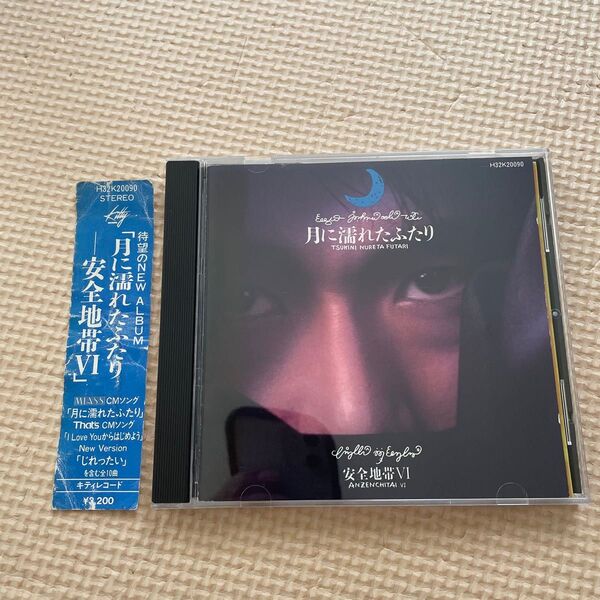 H32K20090
STEREO
Kitty
待望のNEW ALBUM
「月に濡れたふたり
—安全地帯VI」
CMソング
「月に濡れたふたり」
That's CMソング
「I Love Youからはじめよう」
New Version
「じれったい」
を含む全10曲
キティレコード
¥3,200
H32K20090
月に濡れたふたり
TSUKINI NURETA FUTARI
安全地帯VI
ANZENCHITAI VI